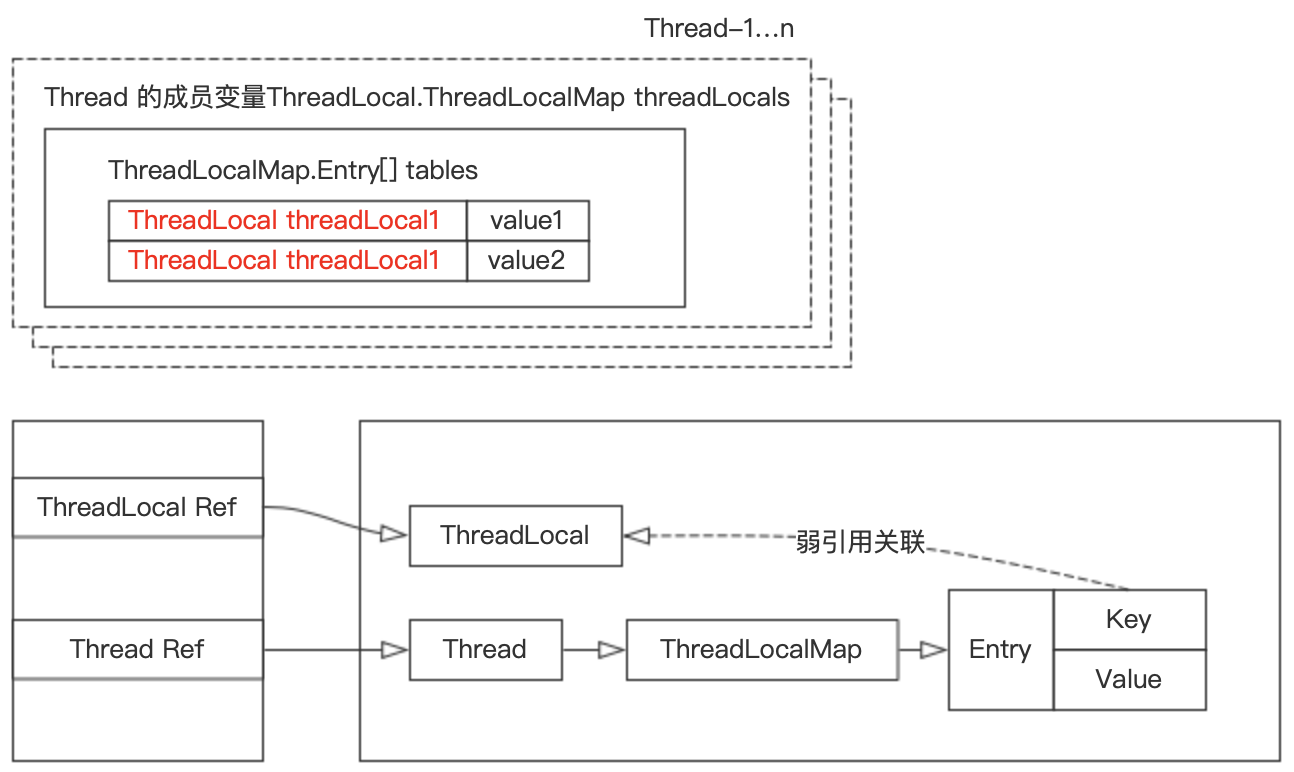 Thread-1...n
Thread 的成员变量ThreadLocal.ThreadLocalMap threadLocals
ThreadLocalMap.Entry[] tables
ThreadLocal threadLocal1 value1
ThreadLocal threadLocal1 value2
ThreadLocal Ref
ThreadLocal
弱引用关联
Thread Ref
Thread
ThreadLocalMap
Entry
Key
Value